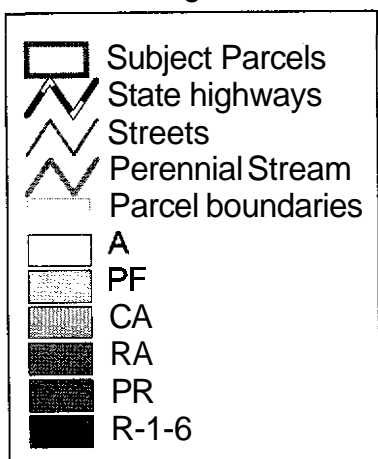 Subject Parcels
State highways
Streets
Perennial Stream
Parcel boundaries
A
PF
CA
RA
PR
R-1-6